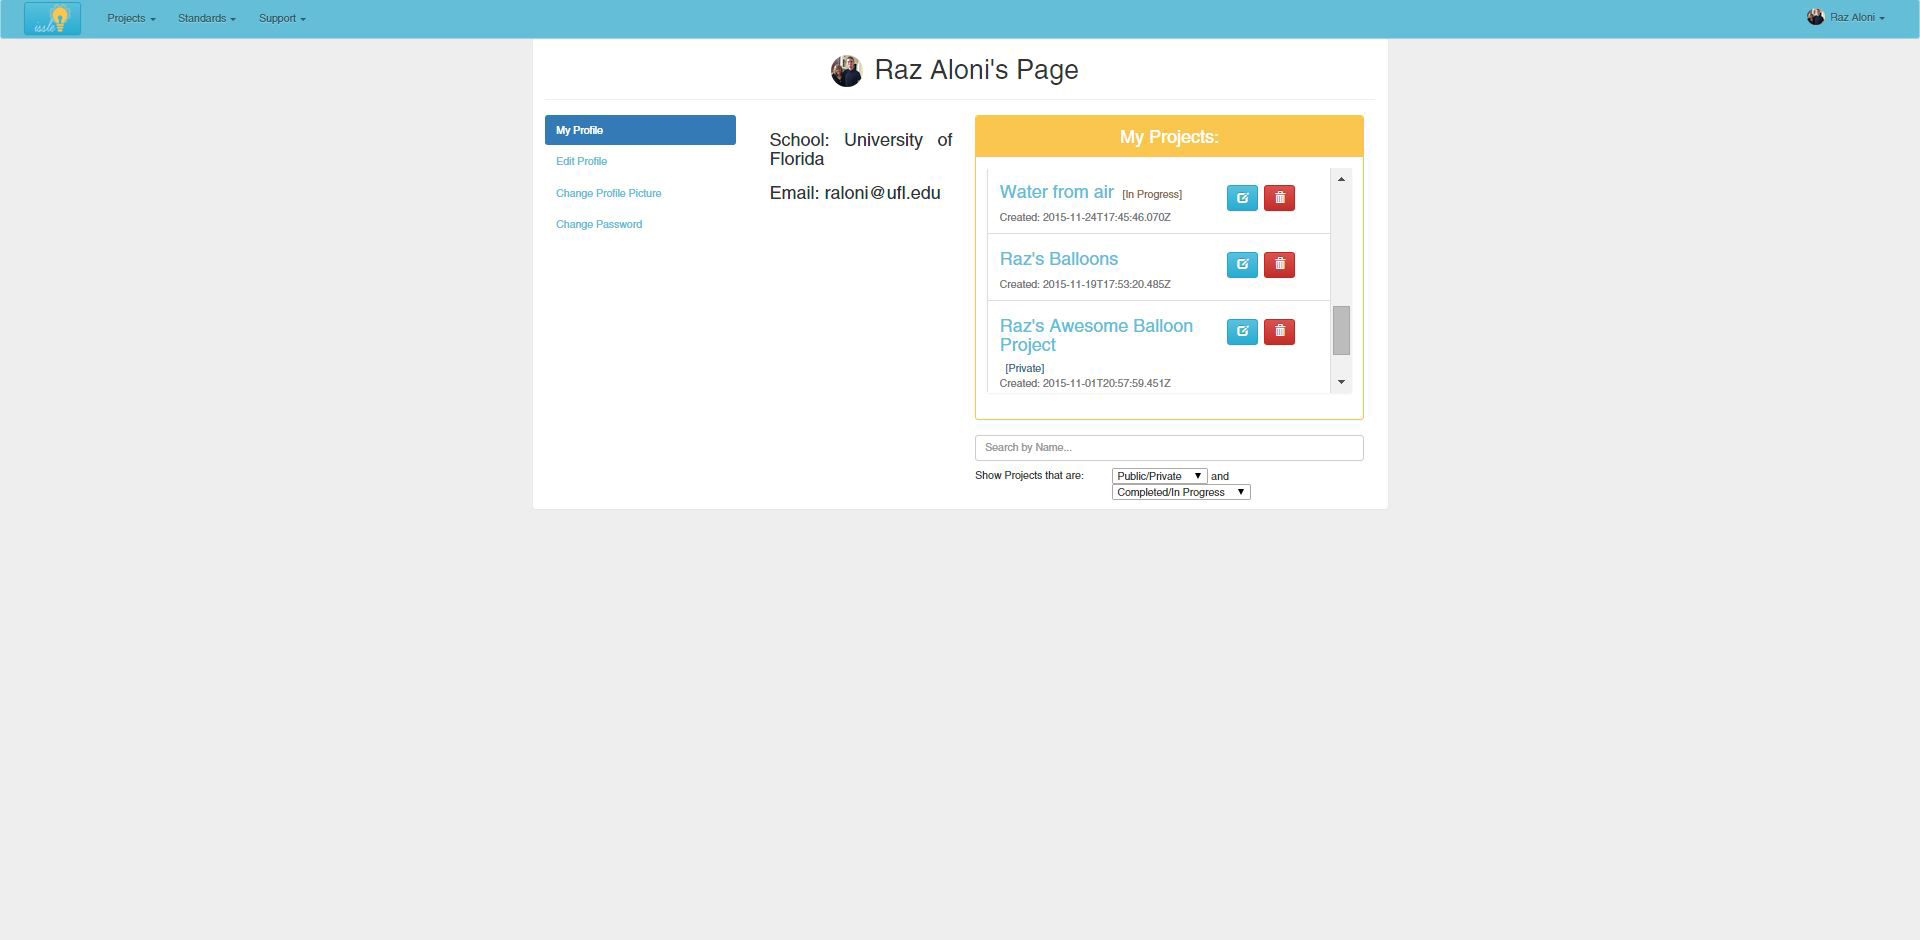 issle
Projects
Standards
Support
Raz Aloni
Raz Aloni's Page
My Profile
Edit Profile
Change Profile Picture
Change Password
School: University of
Florida
Email: raloni@ufl.edu
My Projects:
Water from air [In Progress]
Created: 2015-11-24T17:45:46.070Z
Raz's Balloons
Created: 2015-11-19T17:53:20.485Z
Raz's Awesome Balloon
Project
[Private]
Created: 2015-11-01T20:57:59.451Z
Search by Name...
Show Projects that are: Public/Private and
Completed/In Progress